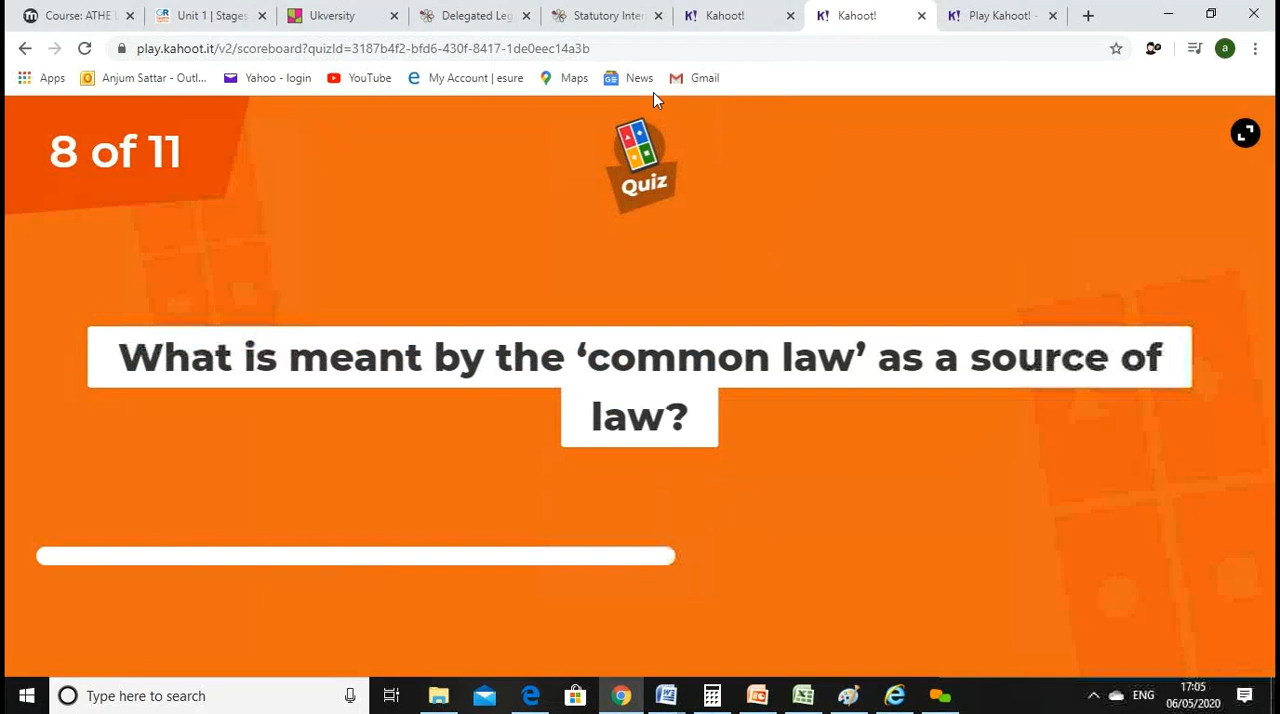 Course: ATHE
Unit 1 | Stages
Ukversity
Delegated Leg
Statutory Inter
Kahoot!
Kahoot!
Play Kahoot! -
play.kahoot.it/v2/scoreboard?quizId=3187b4f2-bfd6-430f-8417-1de0eec14a3b
a
Apps
Anjum Sattar - Outl...
Yahoo - login
YouTube
My Account | esure
Maps
News
Gmail
8 of 11
Quiz
What is meant by the ‘common law’ as a source of
law?
Type here to search
ENG
17:05
06/05/2020